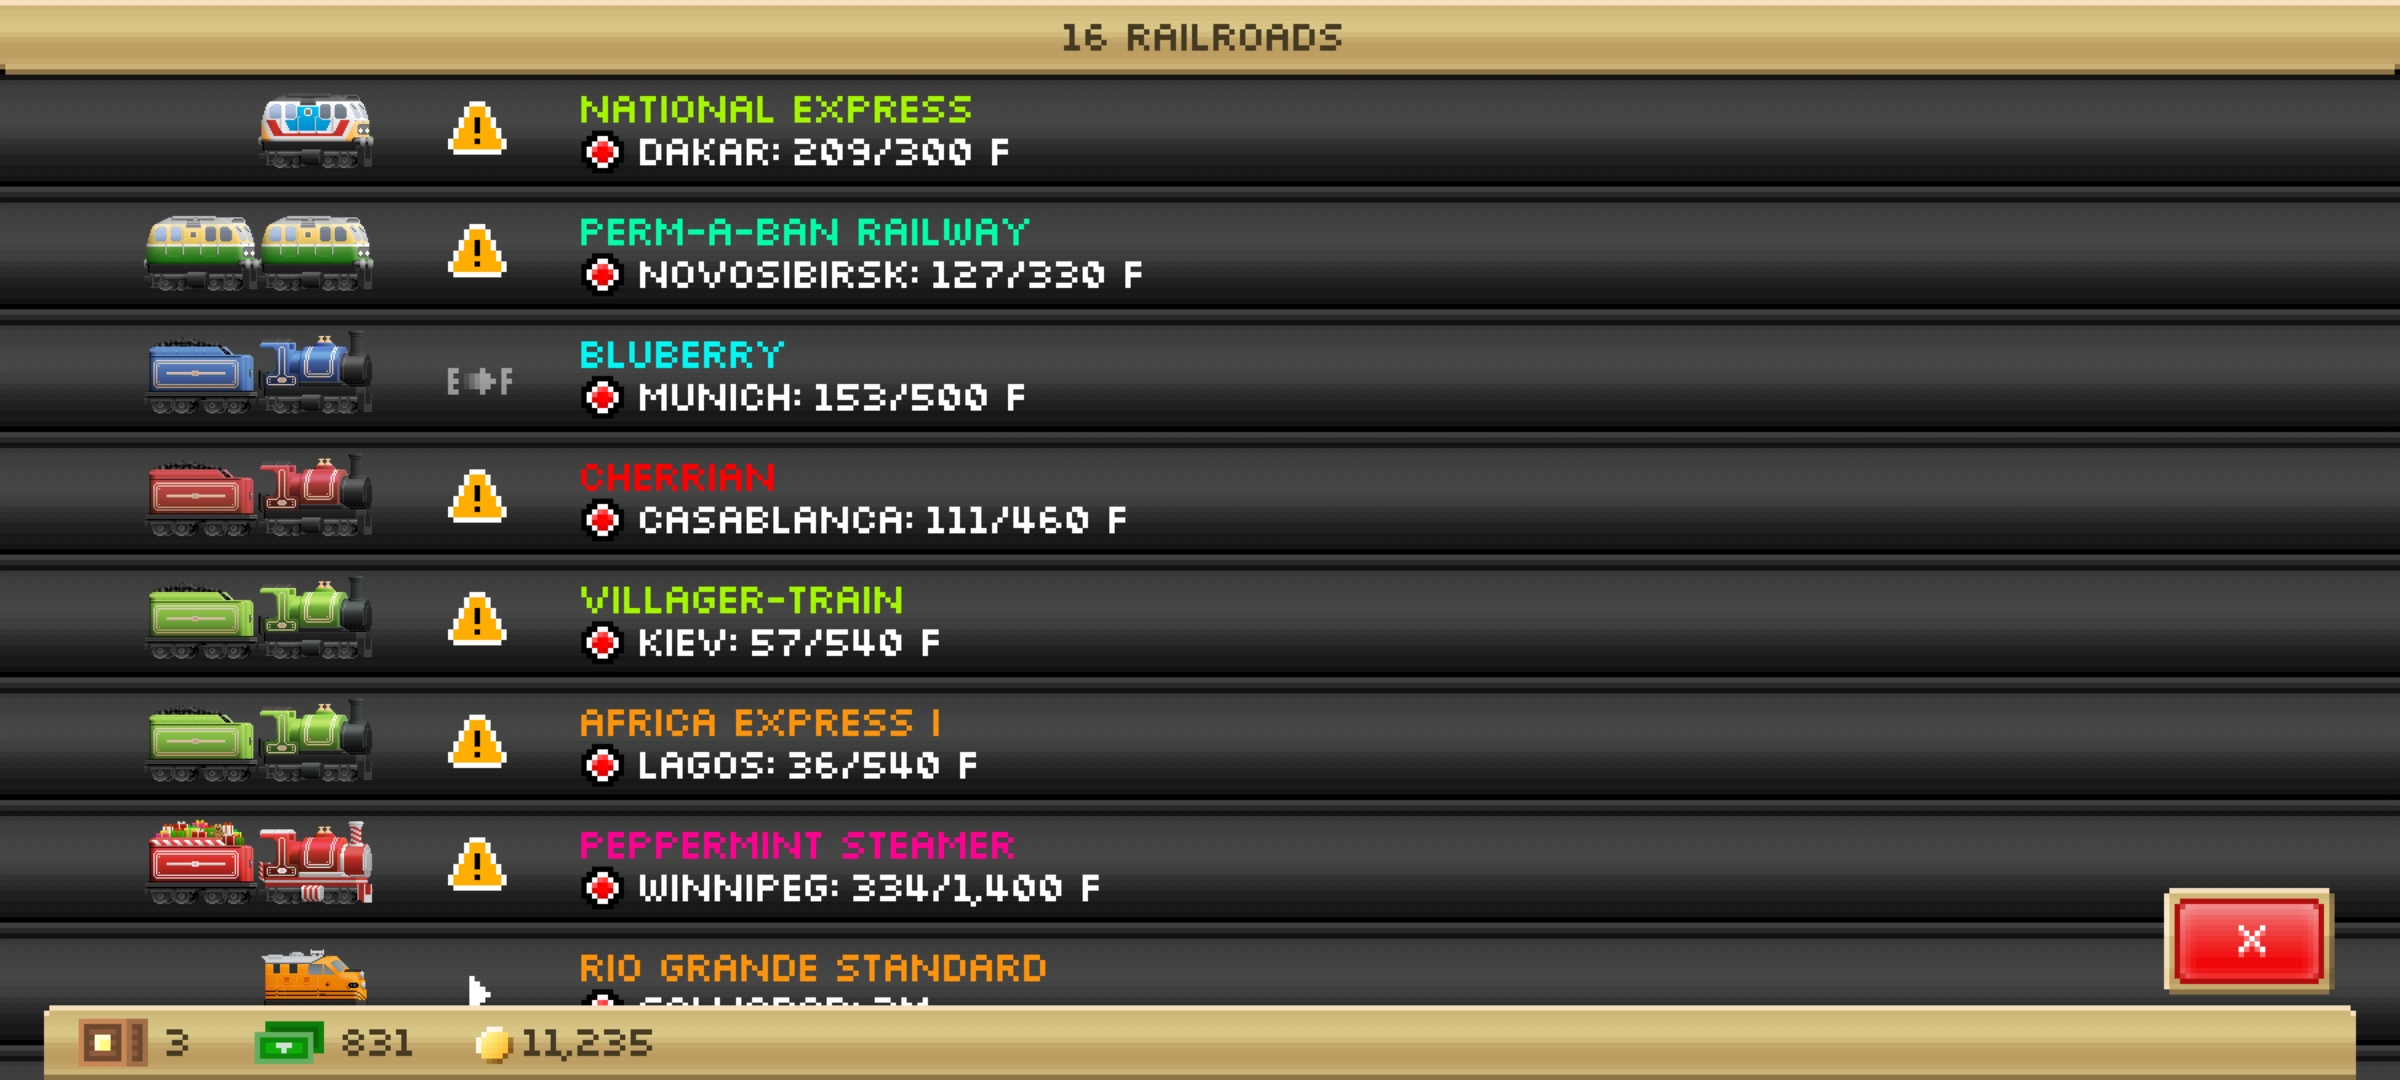 16 RAILROADS
NATIONAL EXPRESS
DAKAR: 209/300 F
PERM-A-BAN RAILWAY
NOVOSIBIRSK: 127/330 F
BLUBERRY
E F
MUNICH: 153/500 F
CHERRIAN
CASABLANCA: 111/460 F
VILLAGER-TRAIN
KIEV: 57/540 F
AFRICA EXPRESS I
LAGOS: 36/540 F
PEPPERMINT STEAMER
WINNIPEG: 334/1,400 F
X
RIO GRANDE STANDARD
3 831 11,235